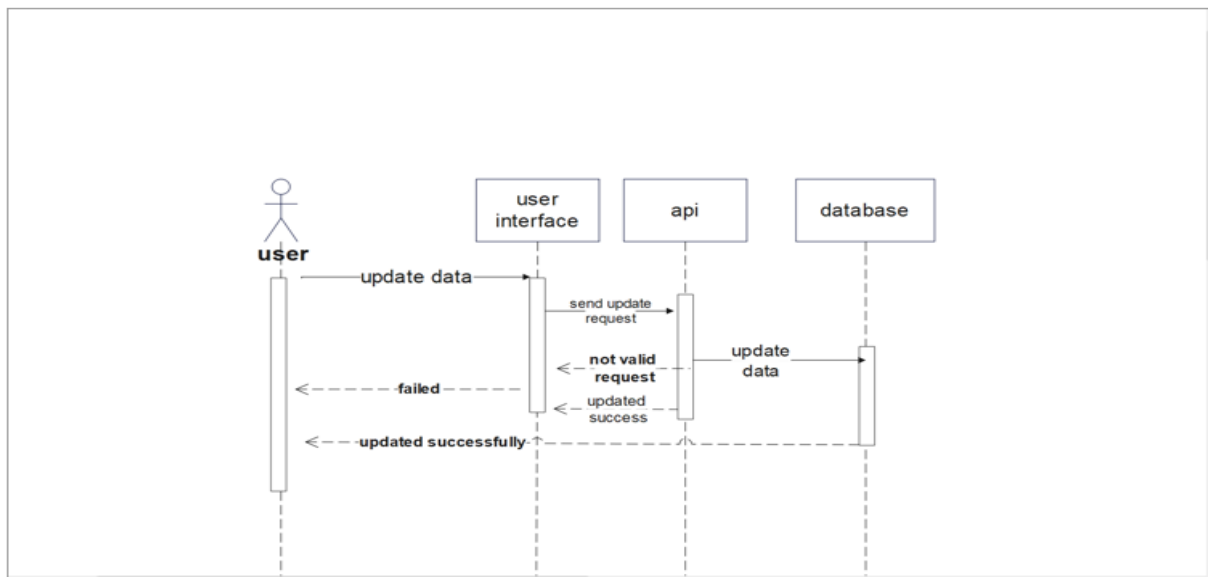 user
interface
api
database
user
update data
send update
request
not valid
request
update
data
failed
updated
success
updated successfully